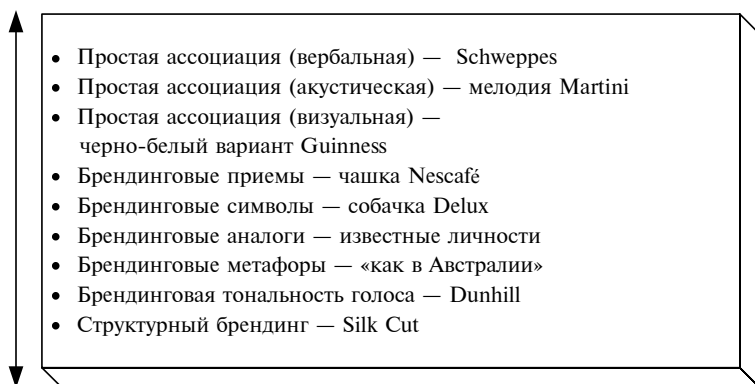 • Простая ассоциация (вербальная) — Schweppes
• Простая ассоциация (акустическая) — мелодия Martini
• Простая ассоциация (визуальная) —
черно-белый вариант Guinness
• Брендинговые приемы — чашка Nescafé
• Брендинговые символы — собачка Delux
• Брендинговые аналоги — известные личности
• Брендинговые метафоры — «как в Австралии»
• Брендинговая тональность голоса — Dunhill
• Структурный брендинг — Silk Cut